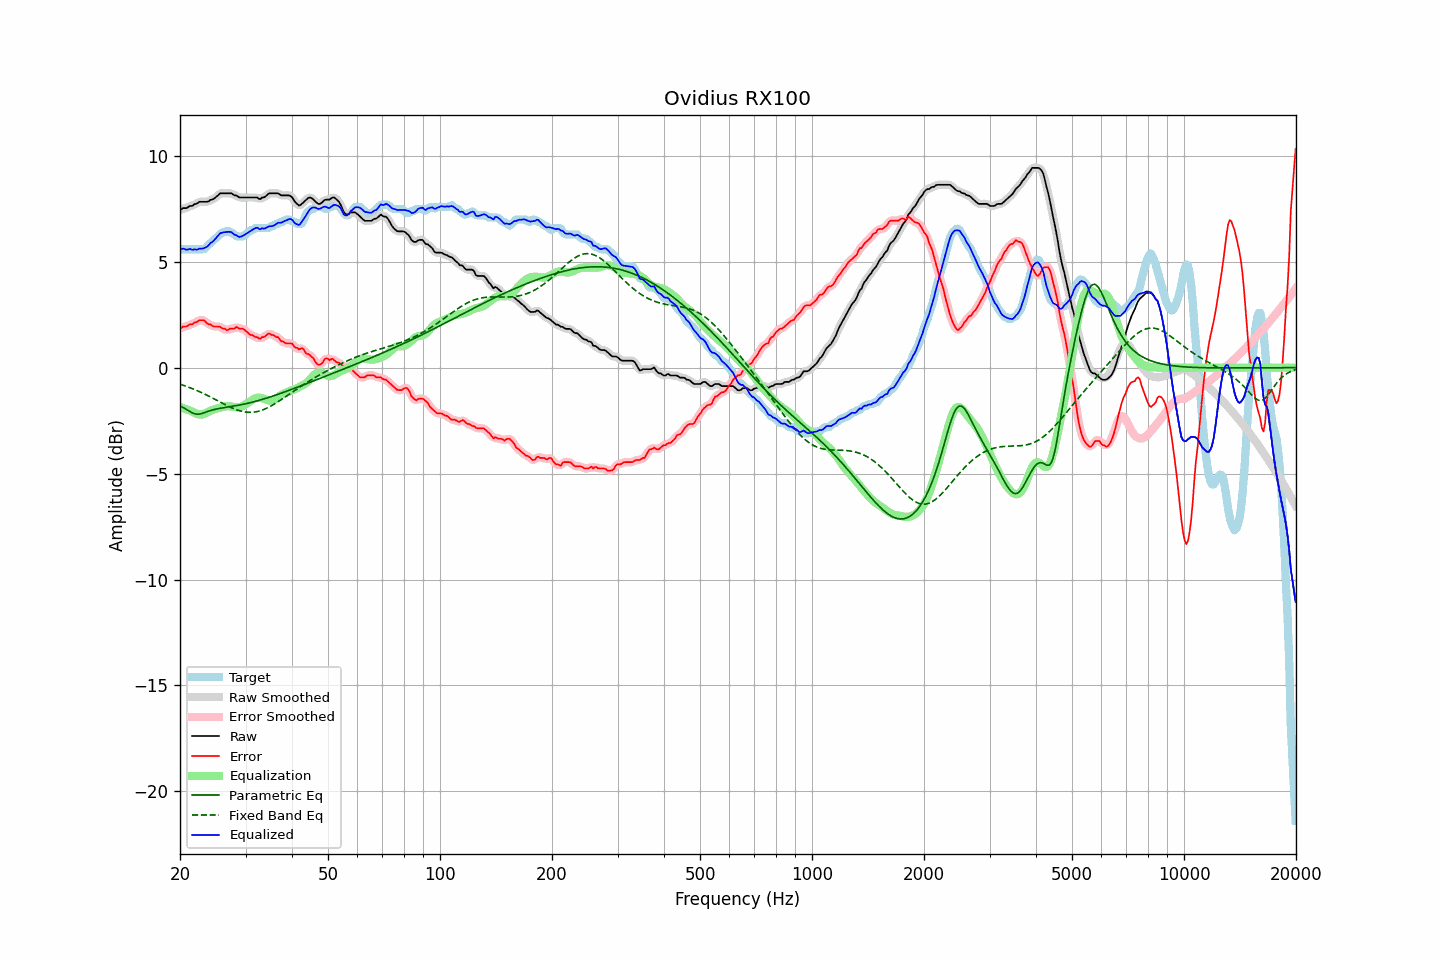 Ovidius RX100
Amplitude (dBr)
10
5
0
−5
−10
−15
−20
Target
Raw Smoothed
Error Smoothed
Raw
Error
Equalization
Parametric Eq
Fixed Band Eq
Equalized
20 50 100 200 500 1000 2000 5000 10000 20000
Frequency (Hz)